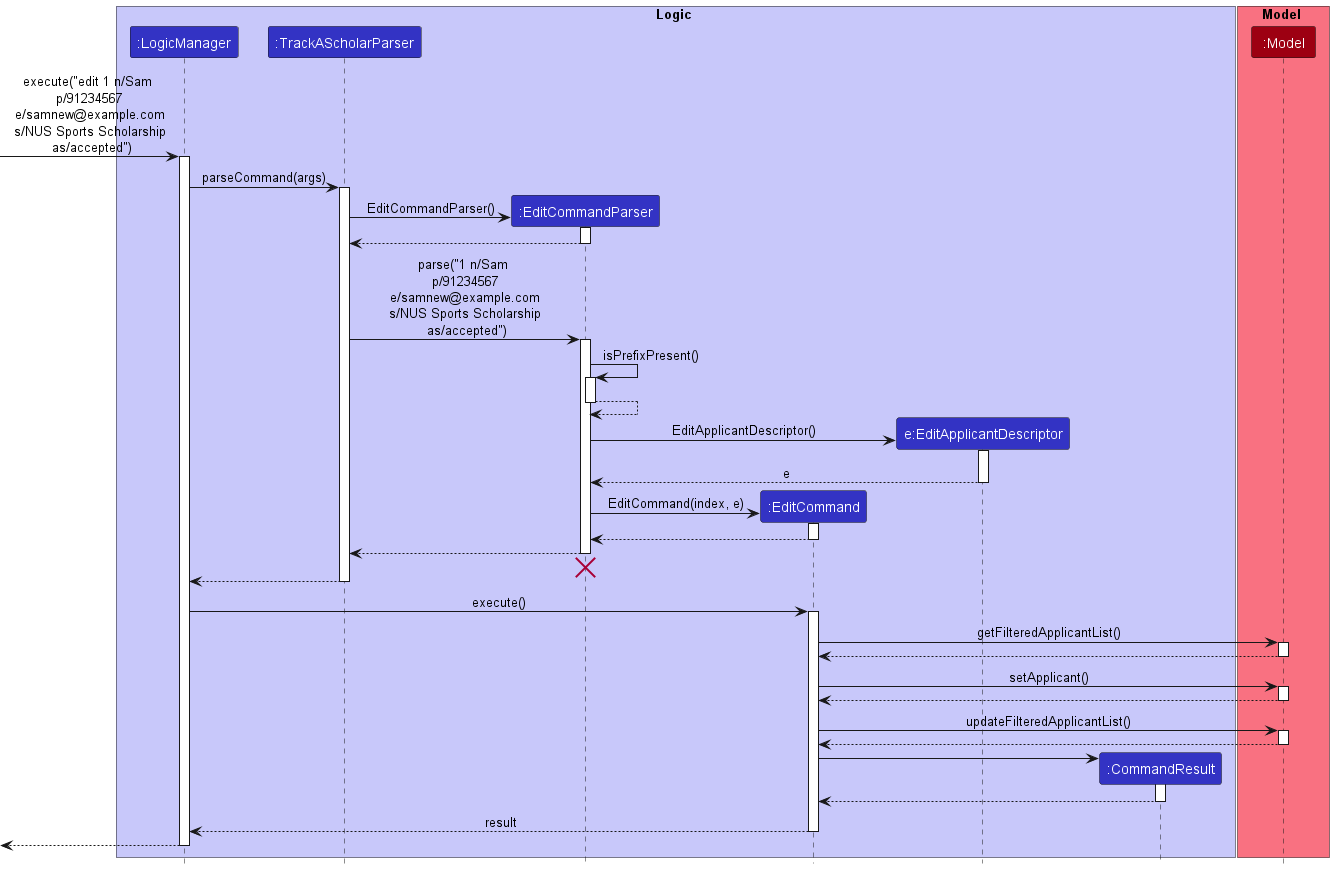 Logic
Model
:LogicManager
:TrackAScholarParser
:Model
execute("edit 1 n/Sam
p/91234567
e/samnew@example.com
s/NUS Sports Scholarship
as/accepted")
parseCommand(args)
EditCommandParser()
:EditCommandParser
parse("1 n/Sam
p/91234567
e/samnew@example.com
s/NUS Sports Scholarship
as/accepted")
isPrefixPresent()
EditApplicantDescriptor()
e:EditApplicantDescriptor
e
EditCommand(index, e)
:EditCommand
execute()
getFilteredApplicantList()
setApplicant()
updateFilteredApplicantList()
:CommandResult
result